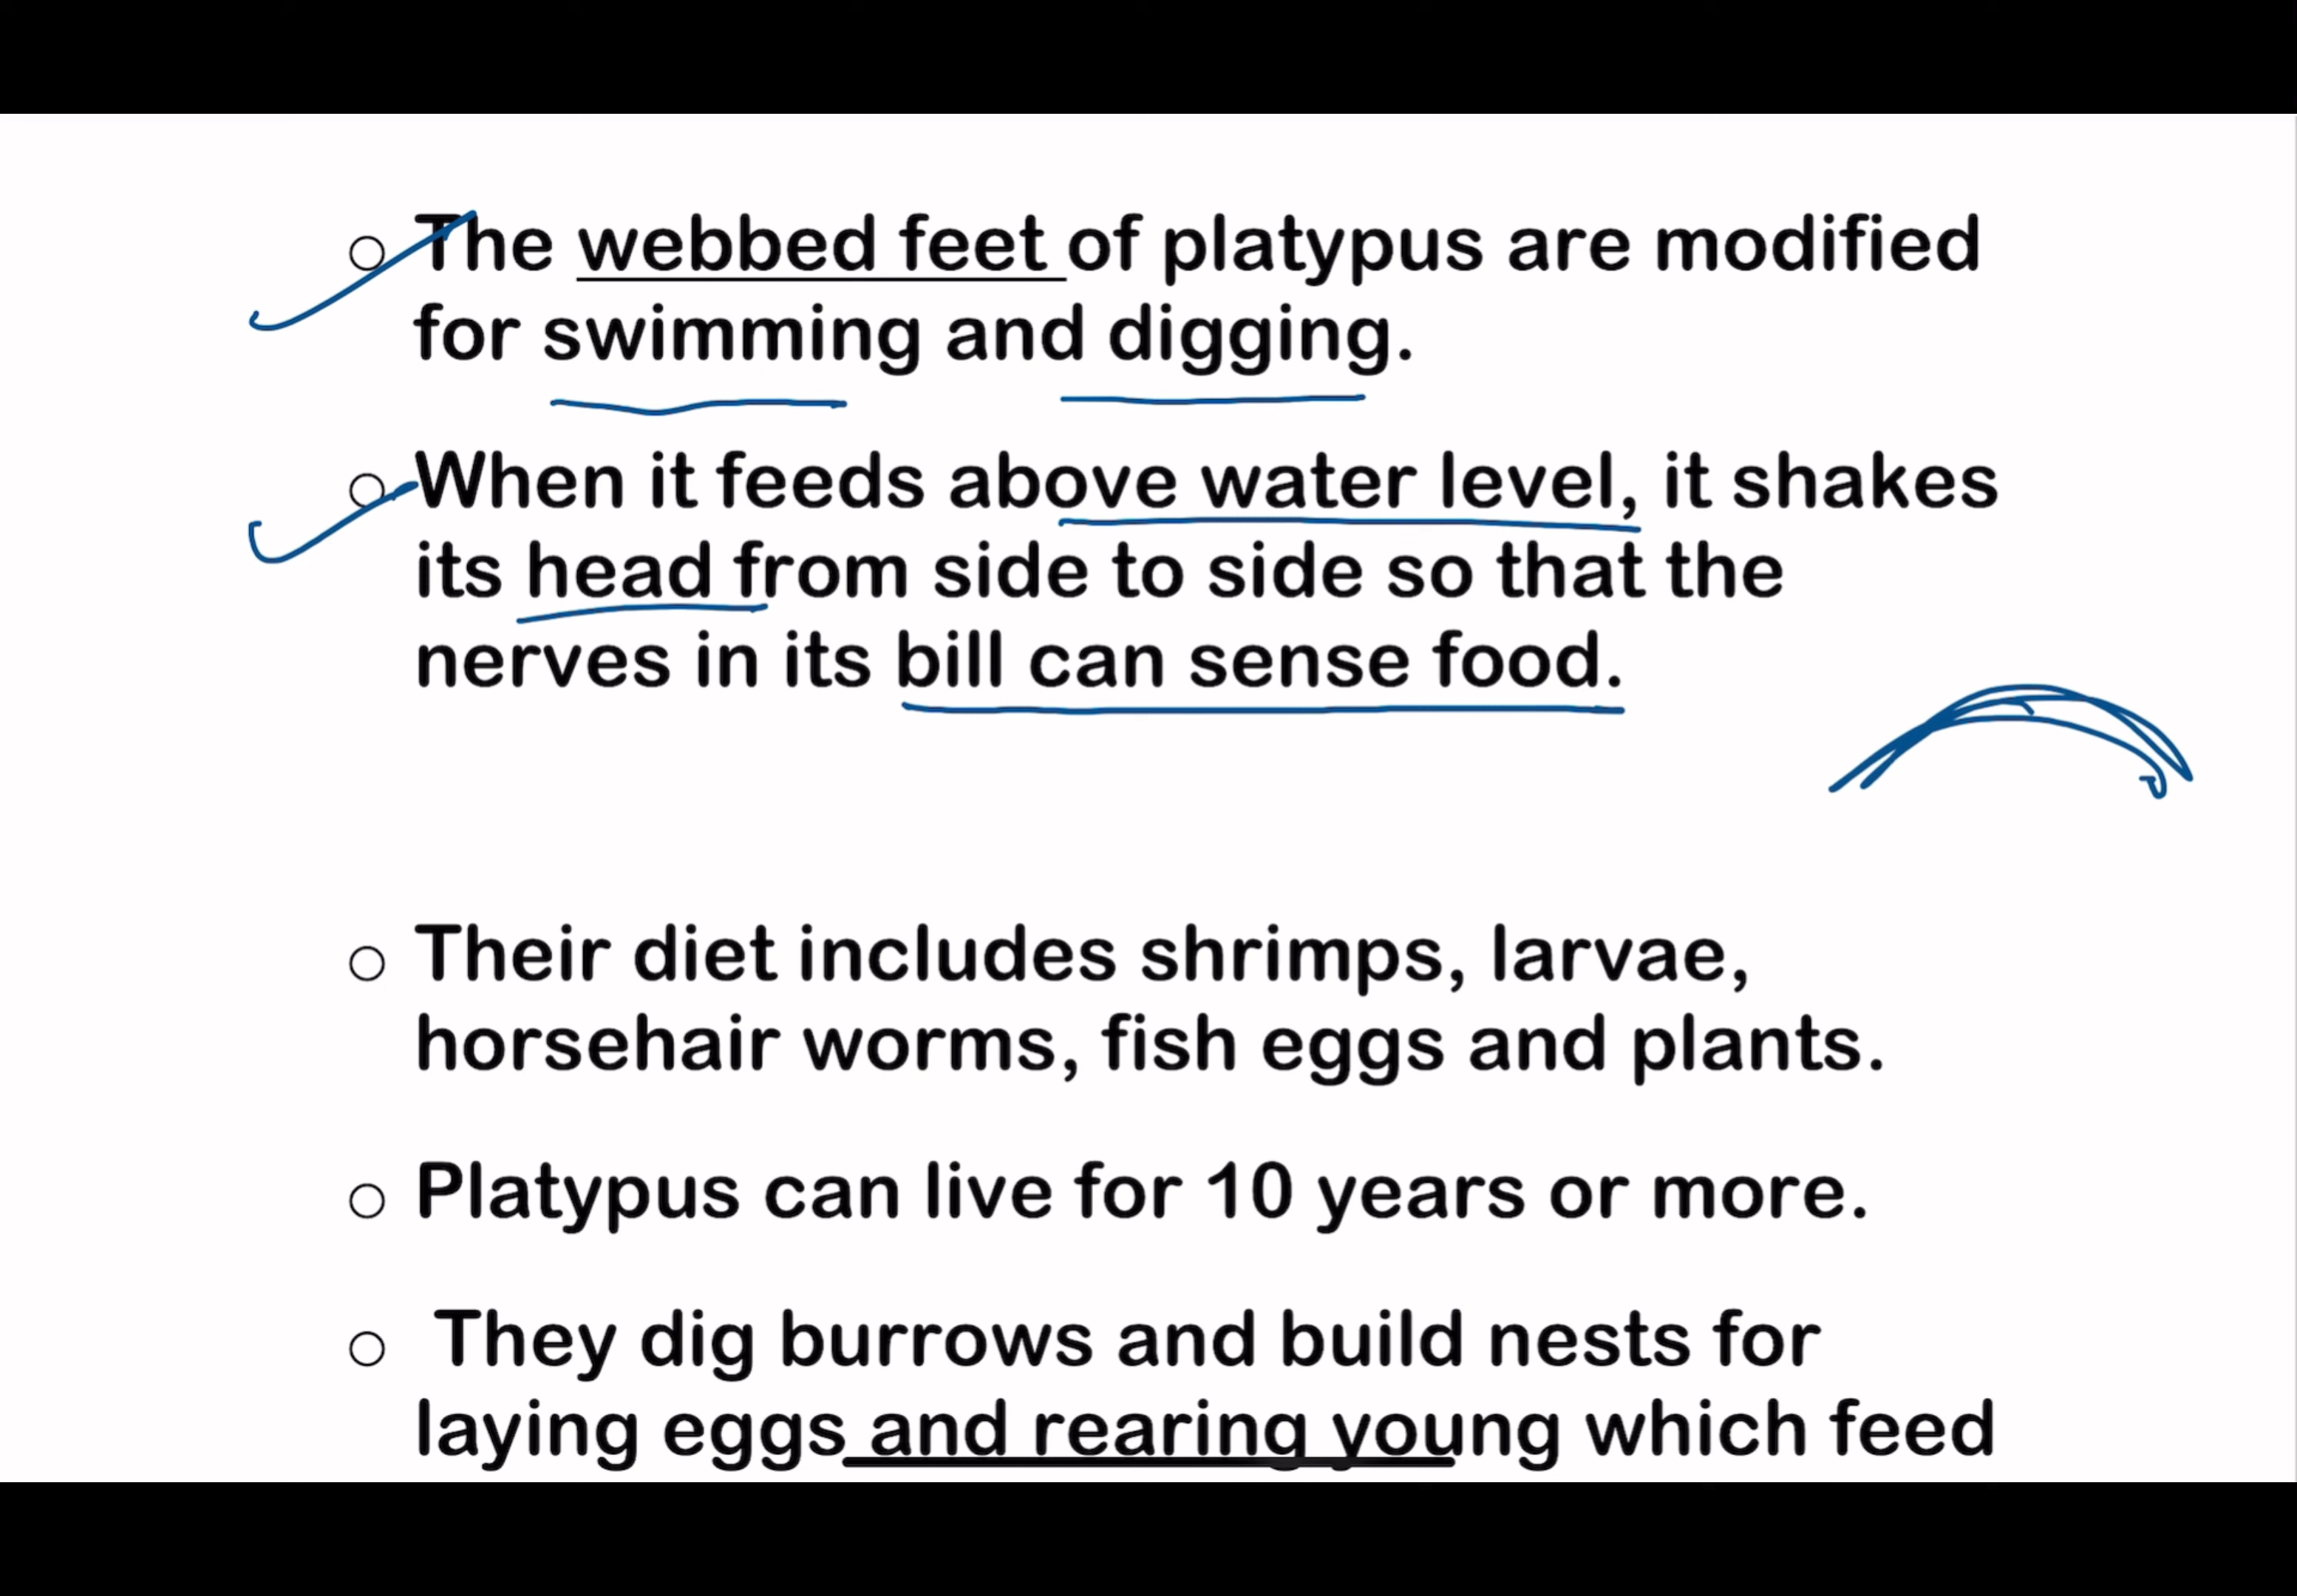 The webbed feet of platypus are modified
for swimming and digging.
When it feeds above water level, it shakes
its head from side to side so that the
nerves in its bill can sense food.
Their diet includes shrimps, larvae,
horsehair worms, fish eggs and plants.
Platypus can live for 10 years or more.
They dig burrows and build nests for
laying eggs and rearing young which feed